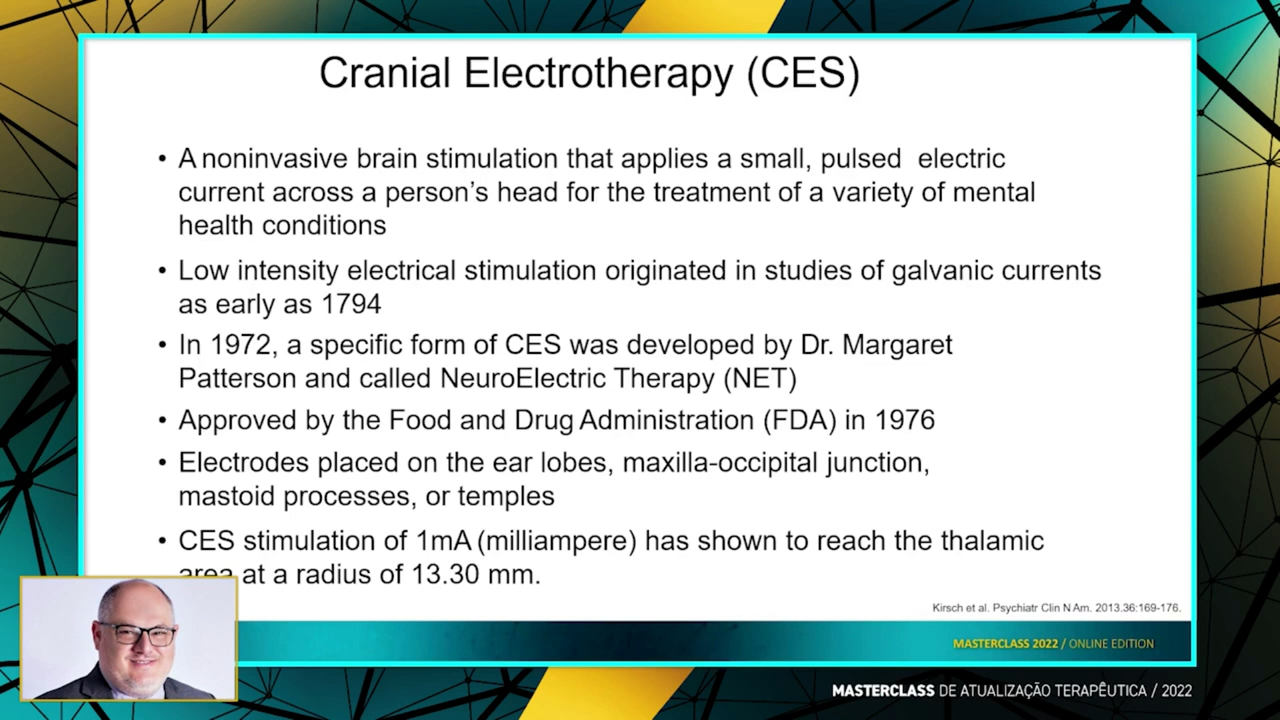 Cranial Electrotherapy (CES)
• A noninvasive brain stimulation that applies a small, pulsed electric
current across a person's head for the treatment of a variety of mental
health conditions
• Low intensity electrical stimulation originated in studies of galvanic currents
as early as 1794
• In 1972, a specific form of CES was developed by Dr. Margaret
Patterson and called NeuroElectric Therapy (NET)
• Approved by the Food and Drug Administration (FDA) in 1976
• Electrodes placed on the ear lobes, maxilla-occipital junction,
mastoid processes, or temples
• CES stimulation of 1mA (milliampere) has shown to reach the thalamic
area at a radius of 13.30 mm.
Kirsch et al. Psychiatr Clin N Am. 2013.36:169-176.
MASTERCLASS 2022 / ONLINE EDITION
MASTERCLASS DE ATUALIZAÇÃO TERAPÊUTICA / 2022